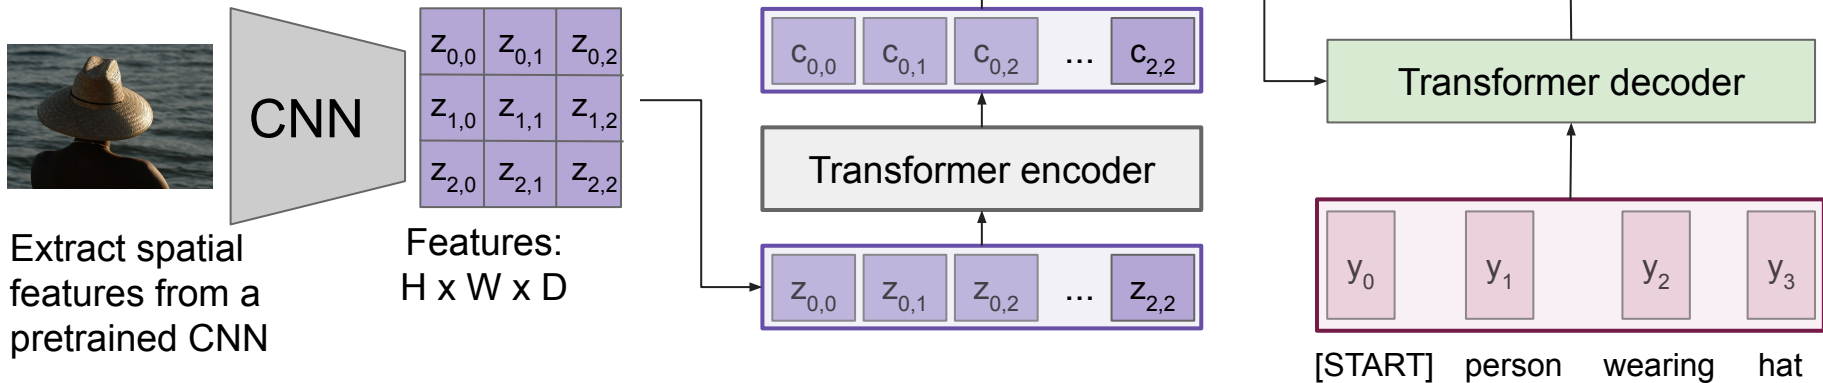 CNN
z0,0 z0,1 z0,2
z1,0 z1,1 z1,2
z2,0 z2,1 z2,2
Extract spatial
features from a
pretrained CNN
Features:
H x W x D
c0,0 c0,1 c0,2 ... c2,2
Transformer encoder
z0,0 z0,1 z0,2 ... z2,2
Transformer decoder
y0 y1 y2 y3
[START] person wearing hat